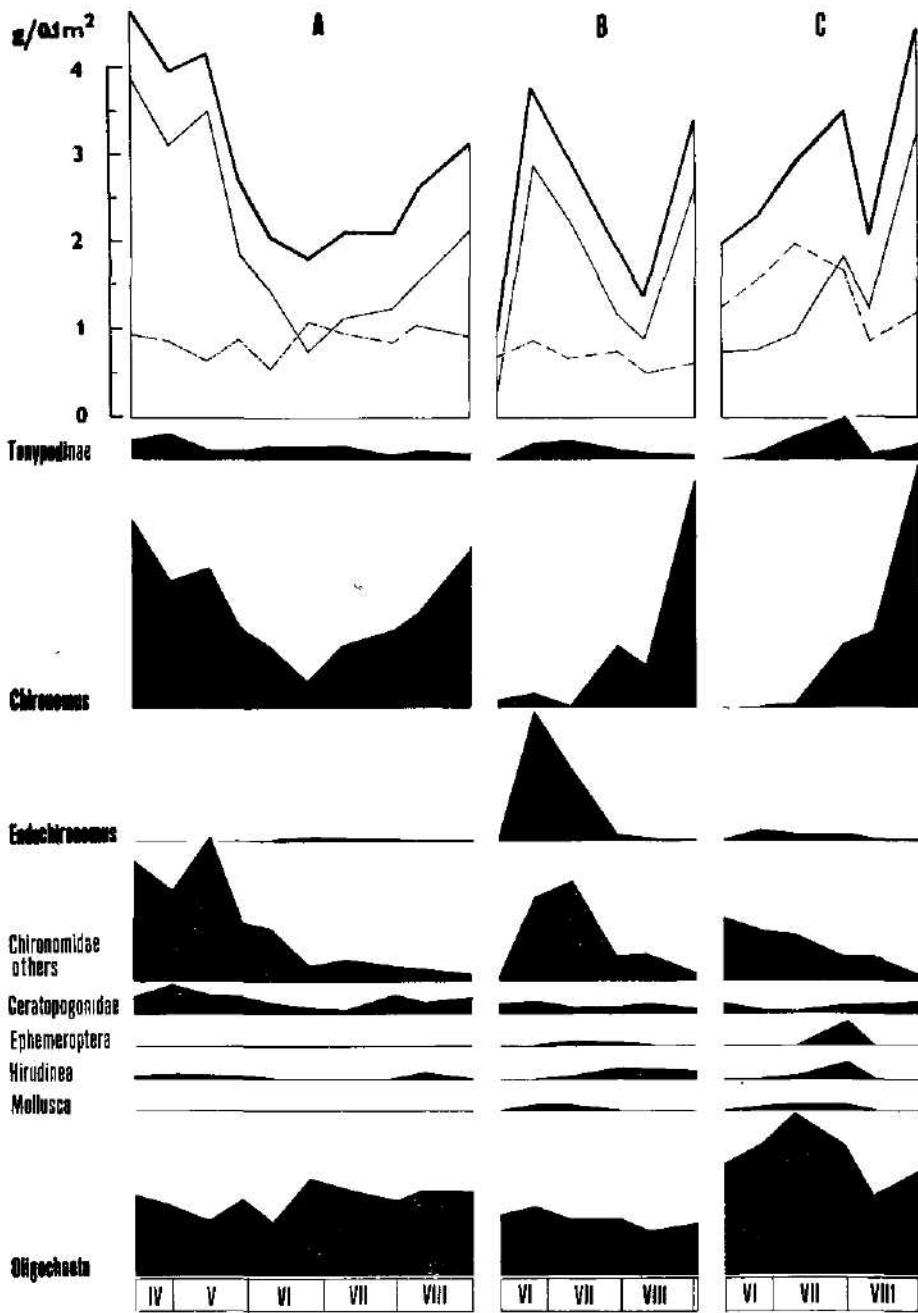 g/0.1m²
A B C
4
3
2
1
0
Tanypodinae
Chironomus
Endochironomus
Chironomidae
others
Ceratopogonidae
Ephemeroptera
Hirudinea
Mollusca
Oligochaeta
IV V VI VII VIII VI VII VIII VI VII VIII